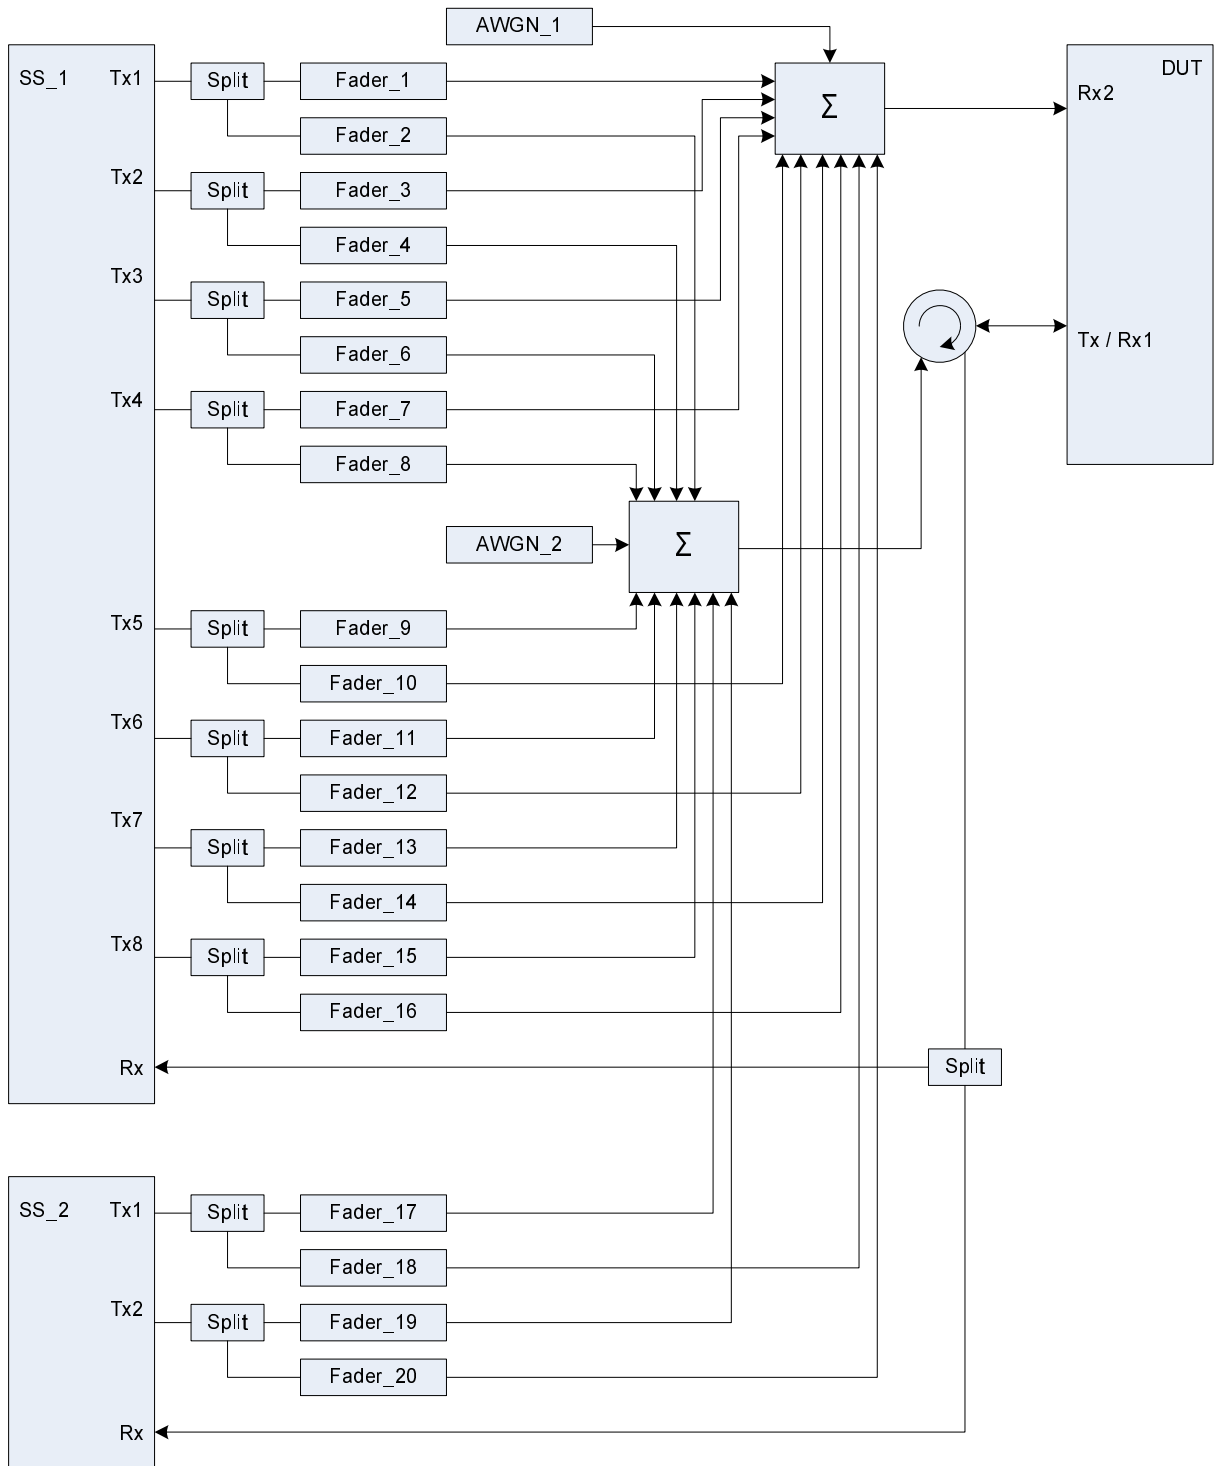 AWGN_1
SS_1
Tx1
Split
Fader_1
Σ
DUT
Rx2
Fader_2
Tx2
Split
Fader_3
Fader_4
Tx3
Split
Fader_5
Fader_6
Tx / Rx1
Tx4
Split
Fader_7
Fader_8
AWGN_2
Σ
Tx5
Split
Fader_9
Fader_10
Tx6
Split
Fader_11
Fader_12
Tx7
Split
Fader_13
Fader_14
Tx8
Split
Fader_15
Fader_16
Rx
Split
SS_2
Tx1
Split
Fader_17
Fader_18
Tx2
Split
Fader_19
Fader_20
Rx